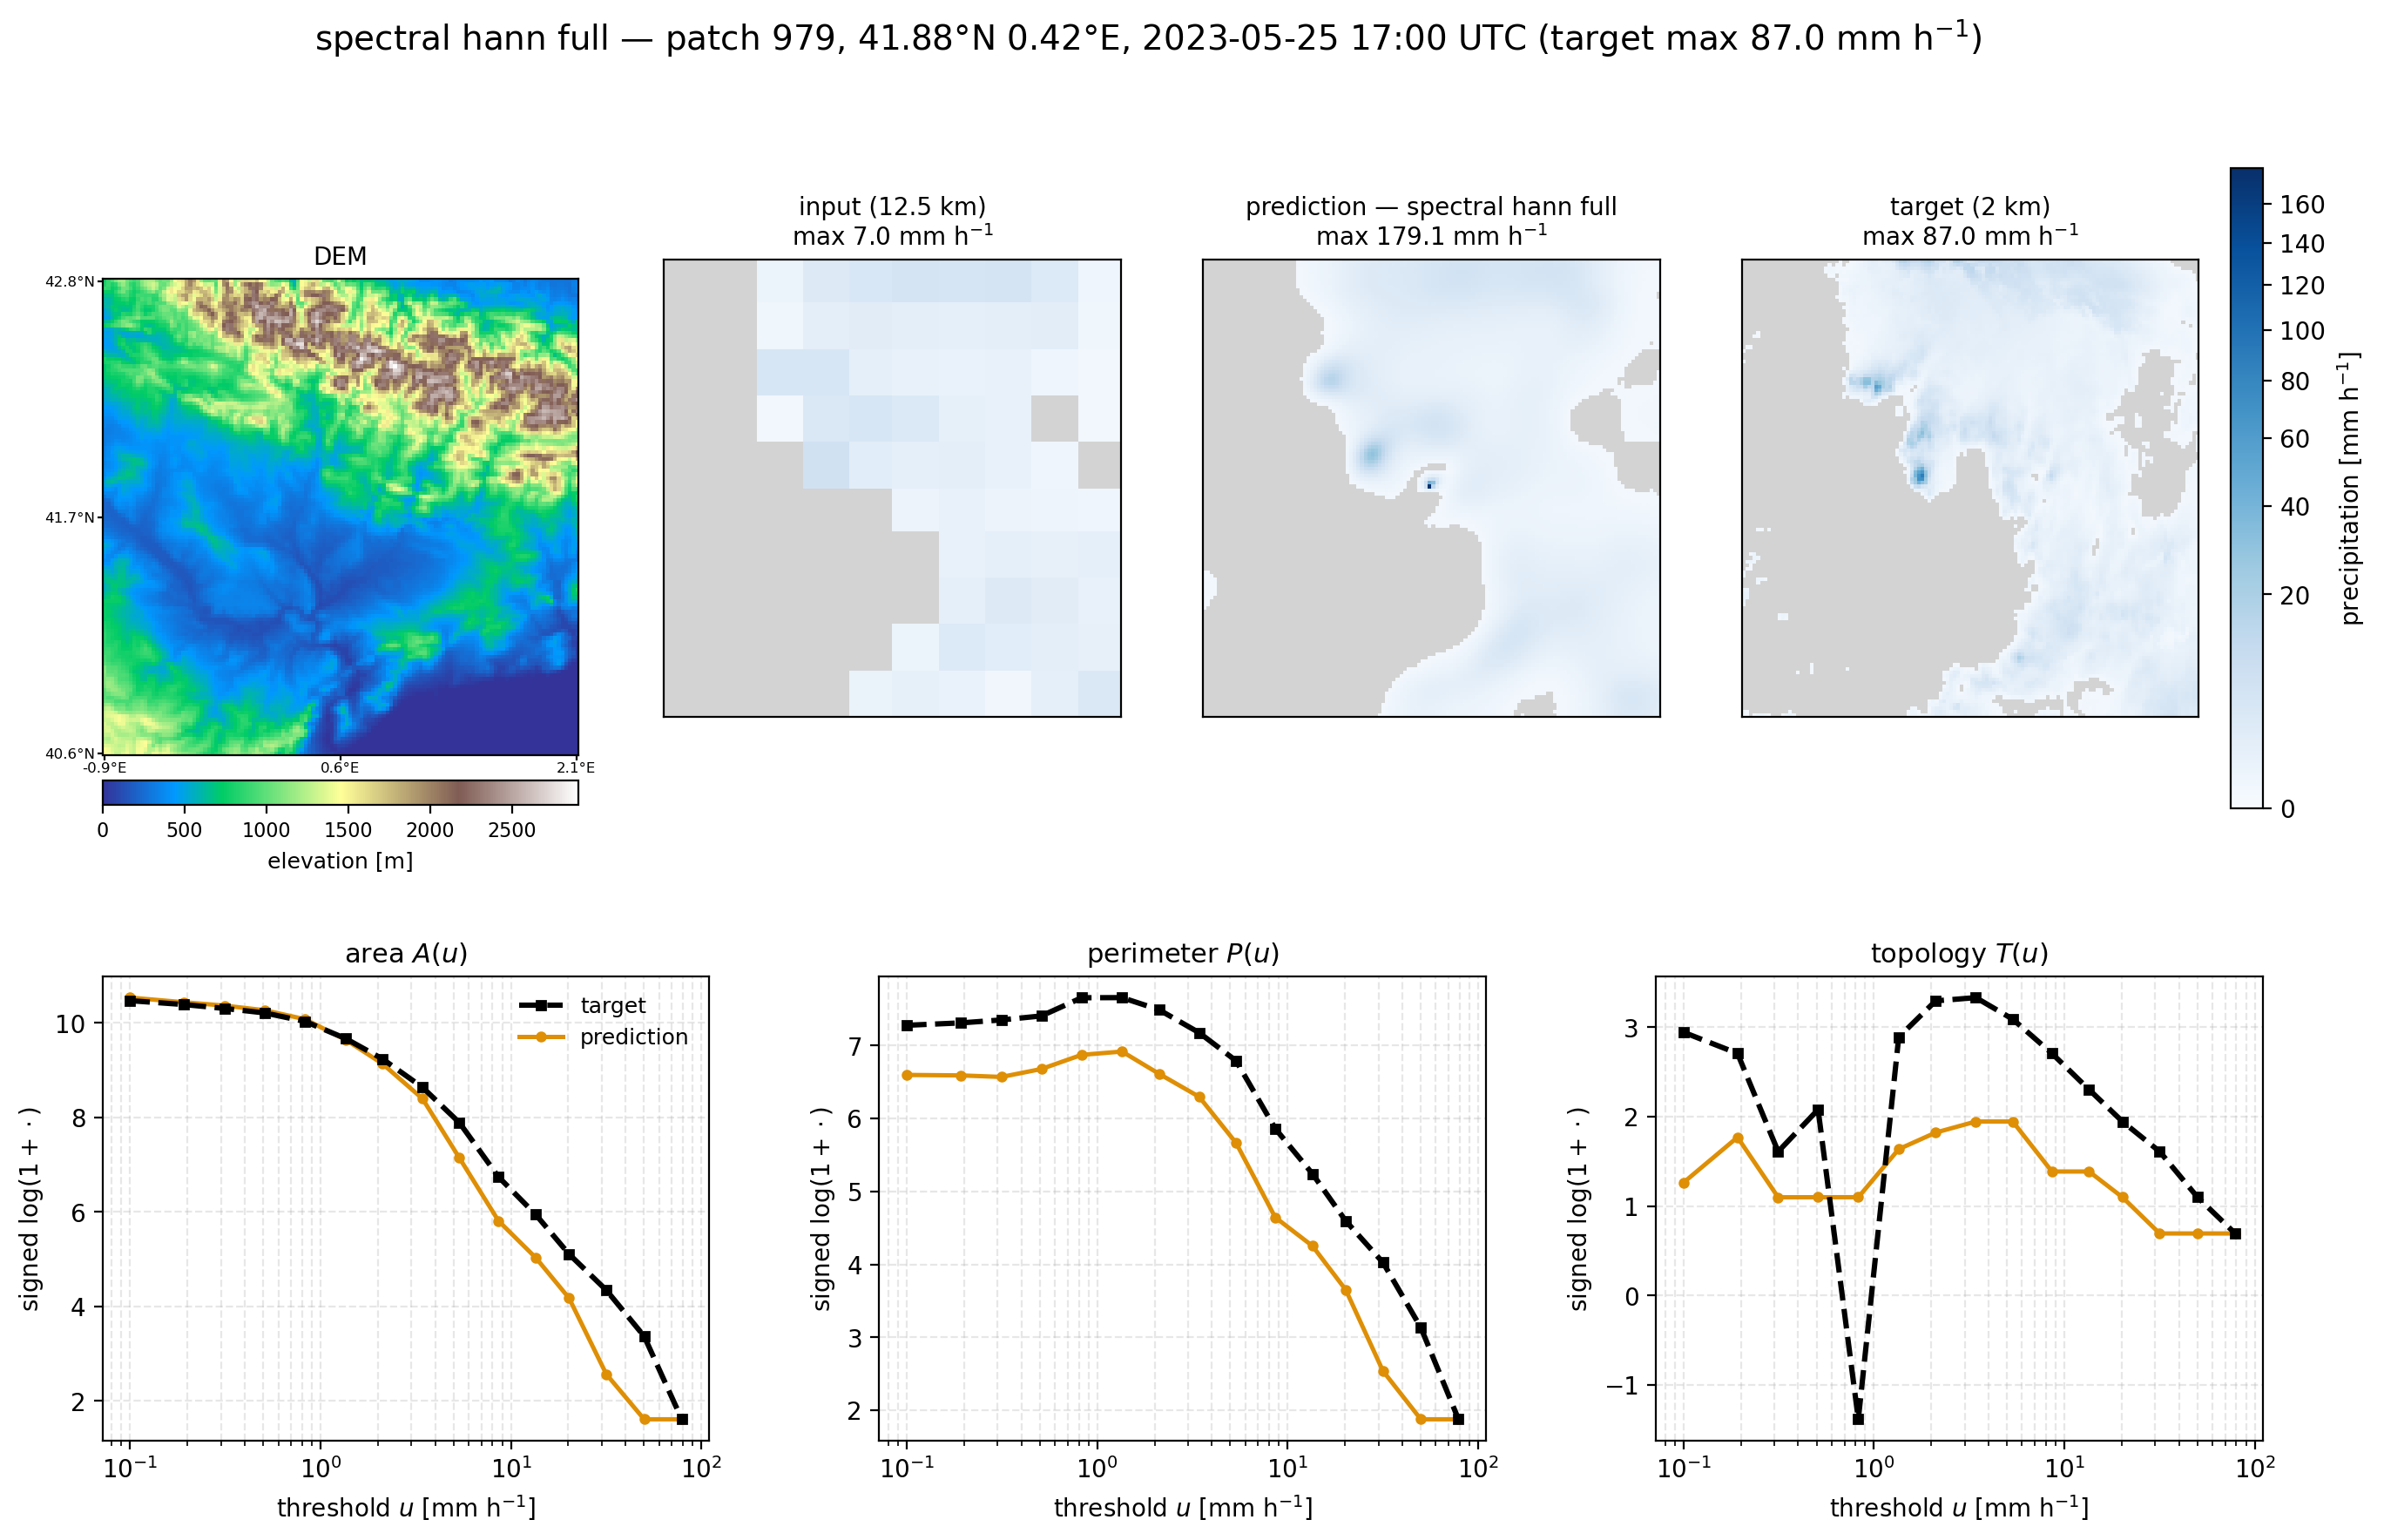 spectral hann full — patch 979, 41.88°N 0.42°E, 2023-05-25 17:00 UTC (target max 87.0 mm h⁻¹)
DEM
42.8°N
41.7°N
40.6°N
-0.9°E 0.6°E 2.1°E
0 500 1000 1500 2000 2500
elevation [m]
input (12.5 km)
max 7.0 mm h⁻¹
prediction — spectral hann full
max 179.1 mm h⁻¹
target (2 km)
max 87.0 mm h⁻¹
160
140
120
100
80
60
40
20
0
precipitation [mm h⁻¹]
area A(u)
target
prediction
10
8
6
4
2
signed log(1 + · )
10⁻¹ 10⁰ 10¹ 10²
threshold u [mm h⁻¹]
perimeter P(u)
7
6
5
4
3
2
signed log(1 + · )
10⁻¹ 10⁰ 10¹ 10²
threshold u [mm h⁻¹]
topology T(u)
3
2
1
0
−1
signed log(1 + · )
10⁻¹ 10⁰ 10¹ 10²
threshold u [mm h⁻¹]